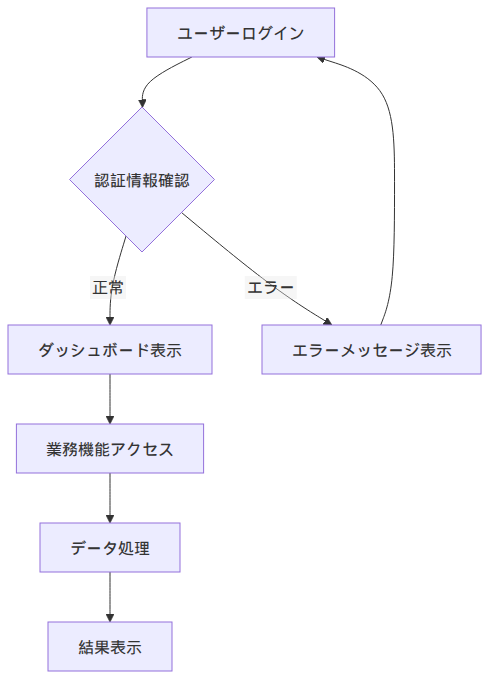 ユーザーログイン
認証情報確認
正常
エラー
ダッシュボード表示
エラーメッセージ表示
業務機能アクセス
データ処理
結果表示